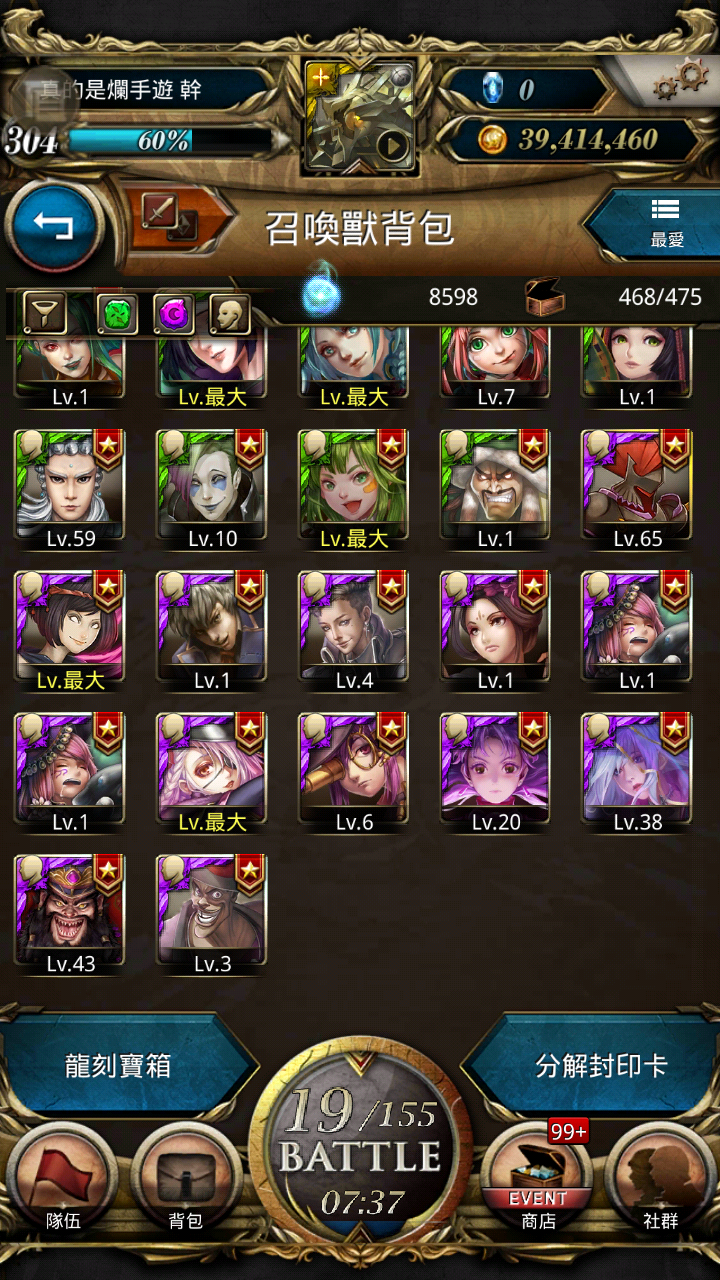 真的是爛手遊 幹
0
304
60%
39,414,460
召喚獸背包
最愛
8598
468/475
Lv.1
Lv.最大
Lv.最大
Lv.7
Lv.1
Lv.59
Lv.10
Lv.最大
Lv.1
Lv.65
Lv.最大
Lv.1
Lv.4
Lv.1
Lv.1
Lv.1
Lv.最大
Lv.6
Lv.20
Lv.38
Lv.43
Lv.3
龍刻寶箱
分解封印卡
19/155
BATTLE
07:37
99+
EVENT
隊伍
背包
商店
社群